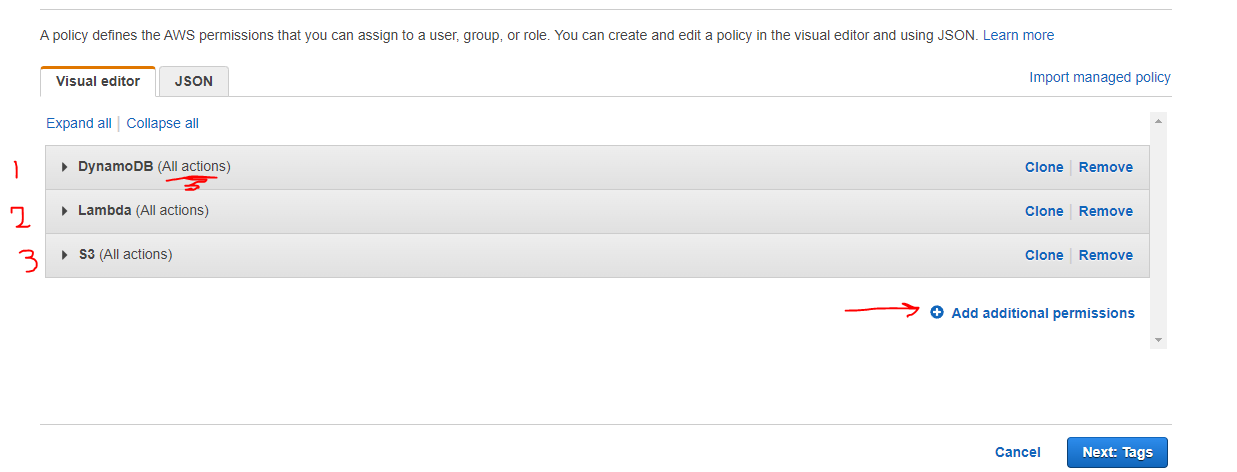 A policy defines the AWS permissions that you can assign to a user, group, or role. You can create and edit a policy in the visual editor and using JSON. Learn more
Visual editor JSON Import managed policy
Expand all | Collapse all
1 DynamoDB (All actions) Clone | Remove
2 Lambda (All actions) Clone | Remove
3 S3 (All actions) Clone | Remove
Add additional permissions
Cancel Next: Tags